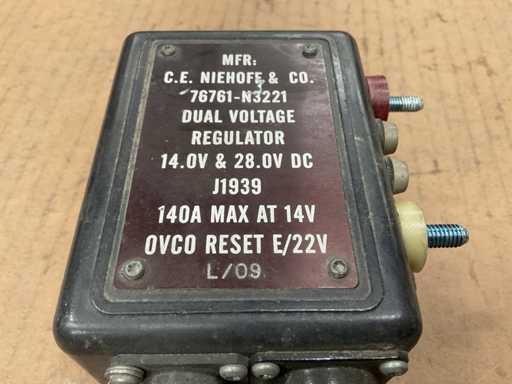 MFR:
C.E. NIEHOFF & CO.
76761-N3221
DUAL VOLTAGE
REGULATOR
14.0V & 28.0V DC
J1939
140A MAX AT 14V
OVCO RESET E/22V
L/09